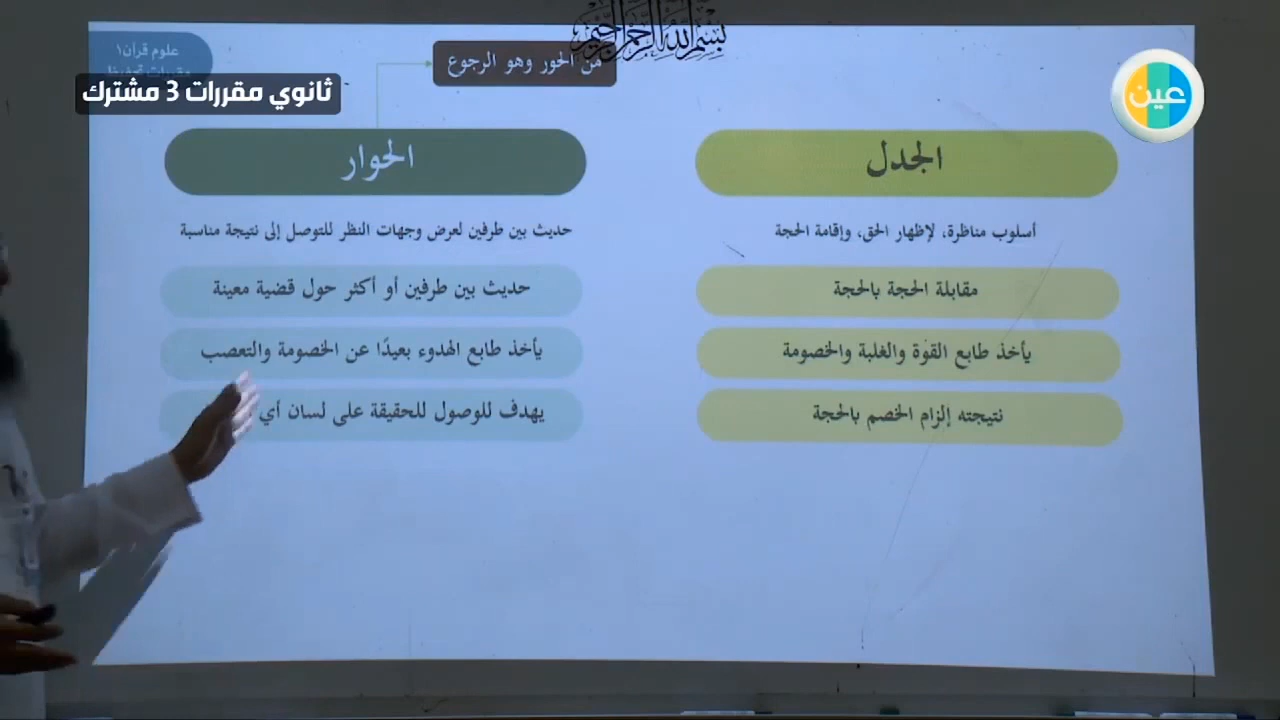 بسم الله الرحمن الرحيم
علوم قرآن١
مقررات تحفيظ
ثانوي مقررات 3 مشترك
من الحور وهو الرجوع
عين
الجدل
أسلوب مناظرة، لإظهار الحق، وإقامة الحجة
مقابلة الحجة بالحجة
يأخذ طابع القوة والغلبة والخصومة
نتيجته إلزام الخصم بالحجة
الحوار
حديث بين طرفين لعرض وجهات النظر للتوصل إلى نتيجة مناسبة
حديث بين طرفين أو أكثر حول قضية معينة
يأخذ طابع الهدوء بعيدًا عن الخصومة والتعصب
يهدف للوصول للحقيقة على لسان أي